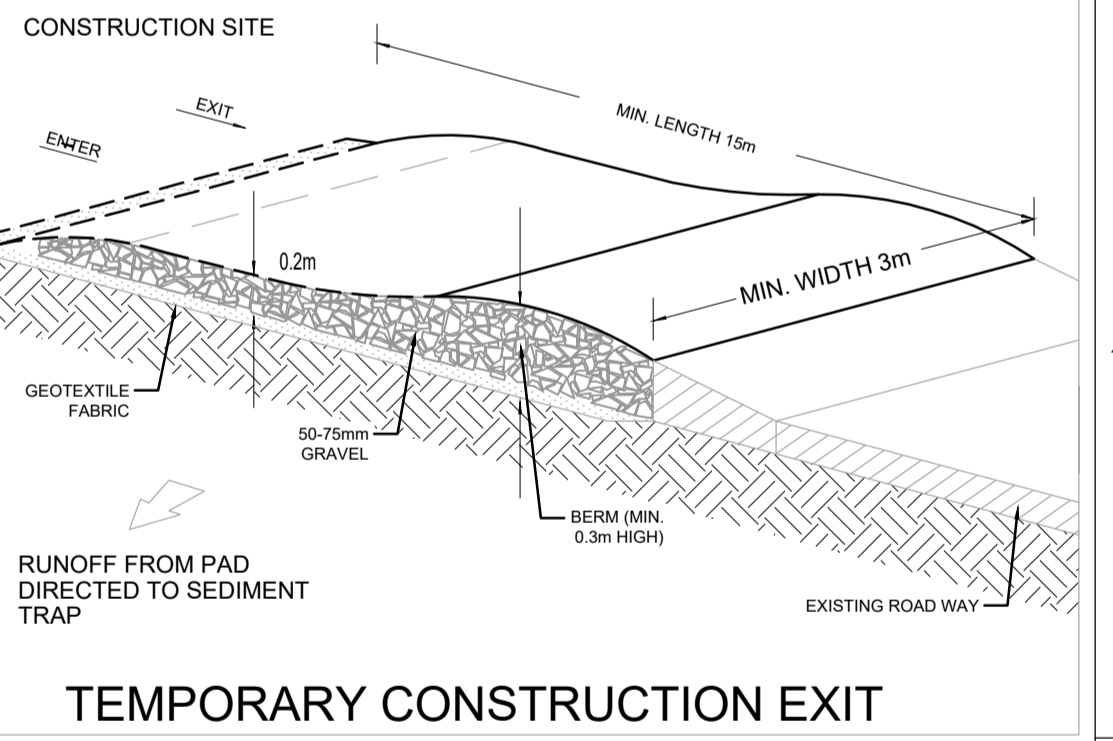 CONSTRUCTION SITE
EXIT
ENTER
MIN. LENGTH 15m
0.2m
MIN. WIDTH 3m
GEOTEXTILE
FABRIC
50-75mm
GRAVEL
BERM (MIN.
0.3m HIGH)
RUNOFF FROM PAD
DIRECTED TO SEDIMENT
TRAP
EXISTING ROAD WAY
TEMPORARY CONSTRUCTION EXIT